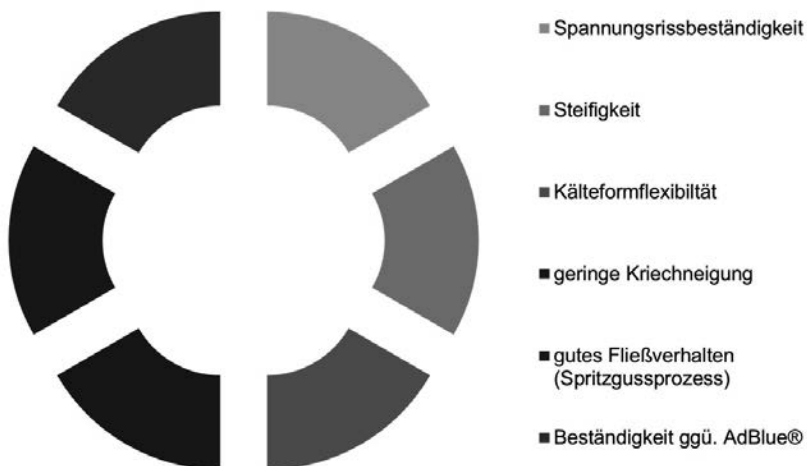 Spannungsrissbeständigkeit
Steifigkeit
Kälteformflexibiltät
geringe Kriechneigung
gutes Fließverhalten
(Spritzgussprozess)
Beständigkeit ggü. AdBlue®